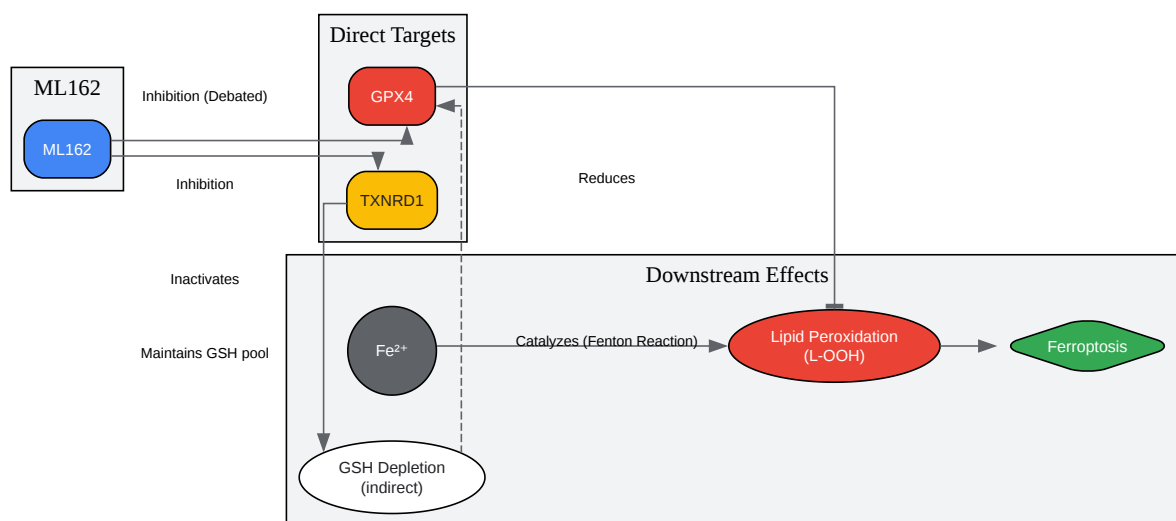 Direct Targets
ML162
Inhibition (Debated)
GPX4
ML162
Inhibition
TXNRD1
Reduces
Inactivates
Downstream Effects
Maintains GSH pool
Fe²⁺
Catalyzes (Fenton Reaction)
Lipid Peroxidation
(L-OOH)
Ferroptosis
GSH Depletion
(indirect)